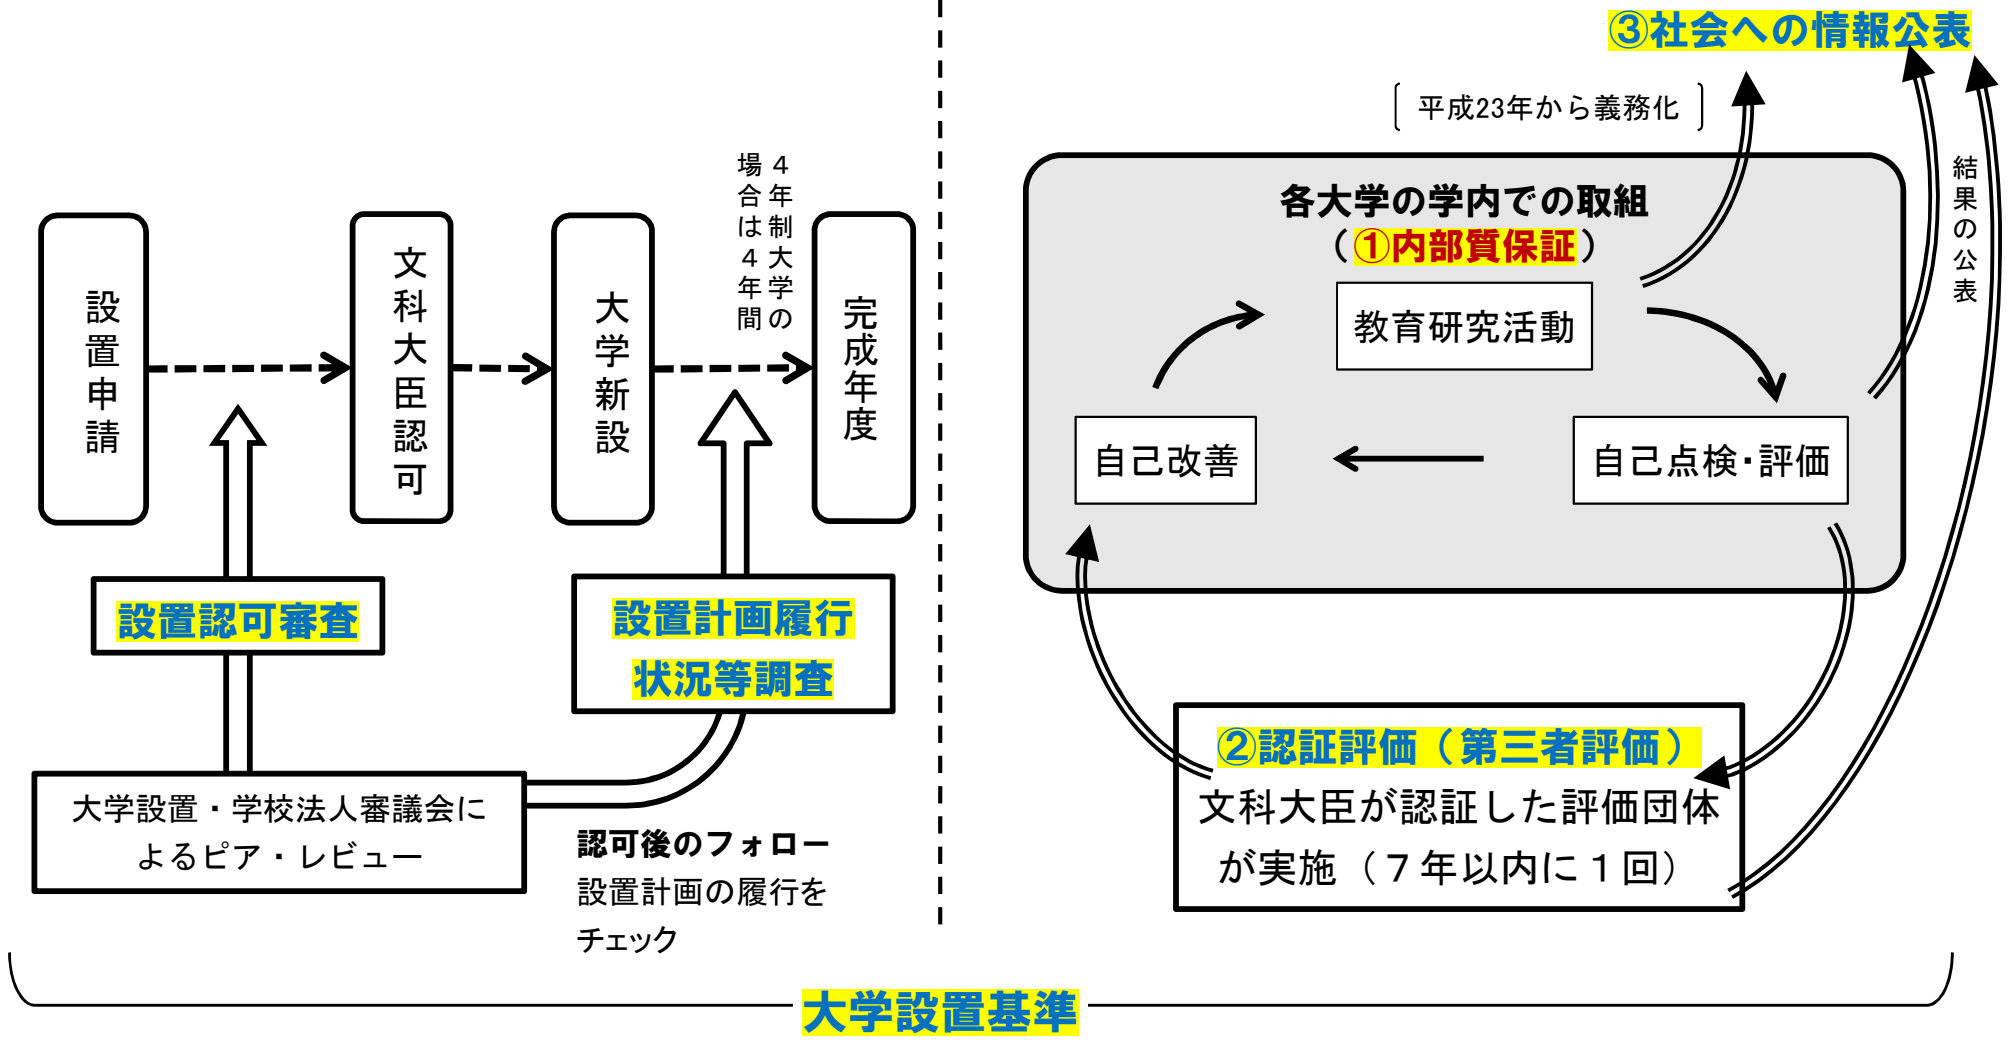 ③社会への情報公表
平成23年から義務化
設置申請
文科大臣認可
大学新設
4年制大学の
場合は4年間
完成年度
設置認可審査
設置計画履行
状況等調査
大学設置・学校法人審議会に
よるピア・レビュー
認可後のフォロー
設置計画の履行を
チェック
各大学の学内での取組
（①内部質保証）
教育研究活動
自己改善
自己点検・評価
結果の公表
②認証評価（第三者評価）
文科大臣が認証した評価団体
が実施（７年以内に１回）
大学設置基準